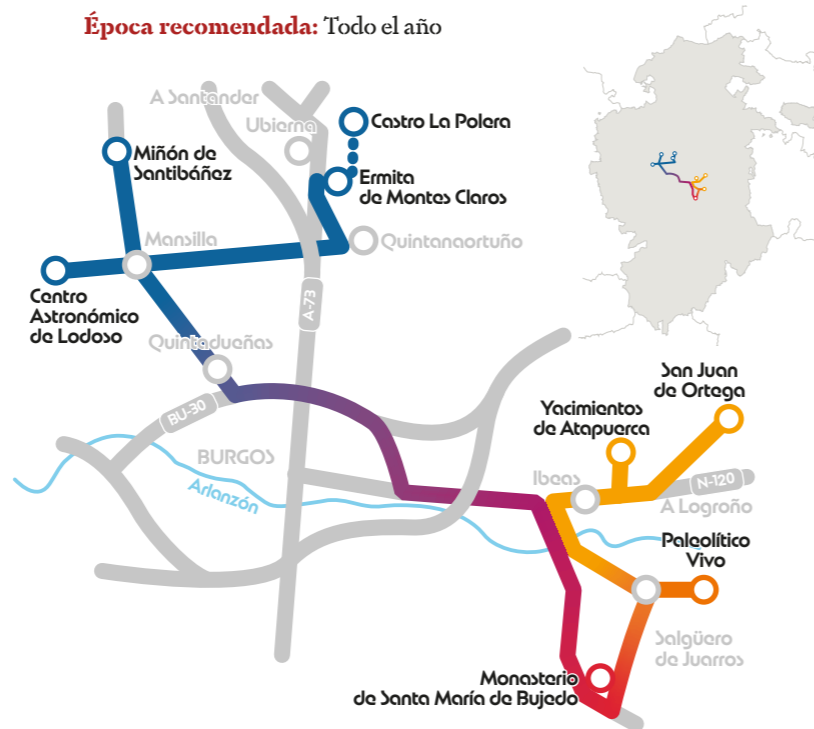 Época recomendada: Todo el año
A Santander
Ubierna
Castro La Polera
Miñón de
Santibáñez
Ermita
de Montes Claros
Mansilla
Quintanaortuño
Centro
Astronómico
de Lodoso
A-73
Quintadueñas
San Juan
de Ortega
BU-30
Yacimientos
de Atapuerca
BURGOS
Ibeas
N-120
Arlanzón
A Logroño
Paleolítico
Vivo
Salgüero
de Juarros
Monasterio
de Santa María de Bujedo